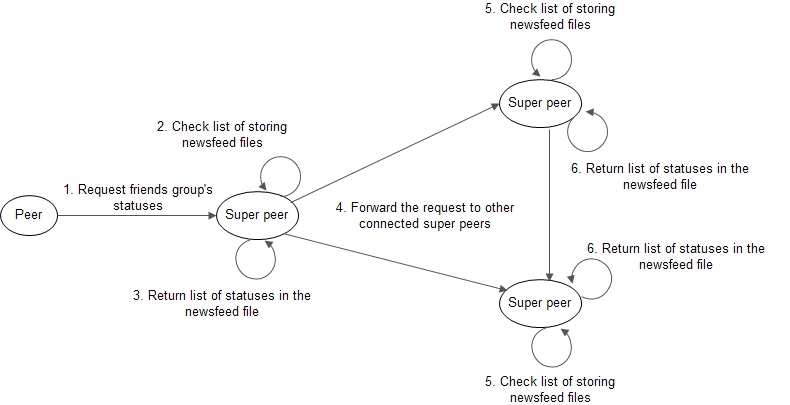 5. Check list of storing
newsfeed files
Super peer
2. Check list of storing
newsfeed files
6. Return list of statuses in the
newsfeed file
1. Request friends group's
statuses
Peer
Super peer
4. Forward the request to other
connected super peers
6. Return list of statuses in the
newsfeed file
3. Return list of statuses in the
newsfeed file
Super peer
5. Check list of storing
newsfeed files